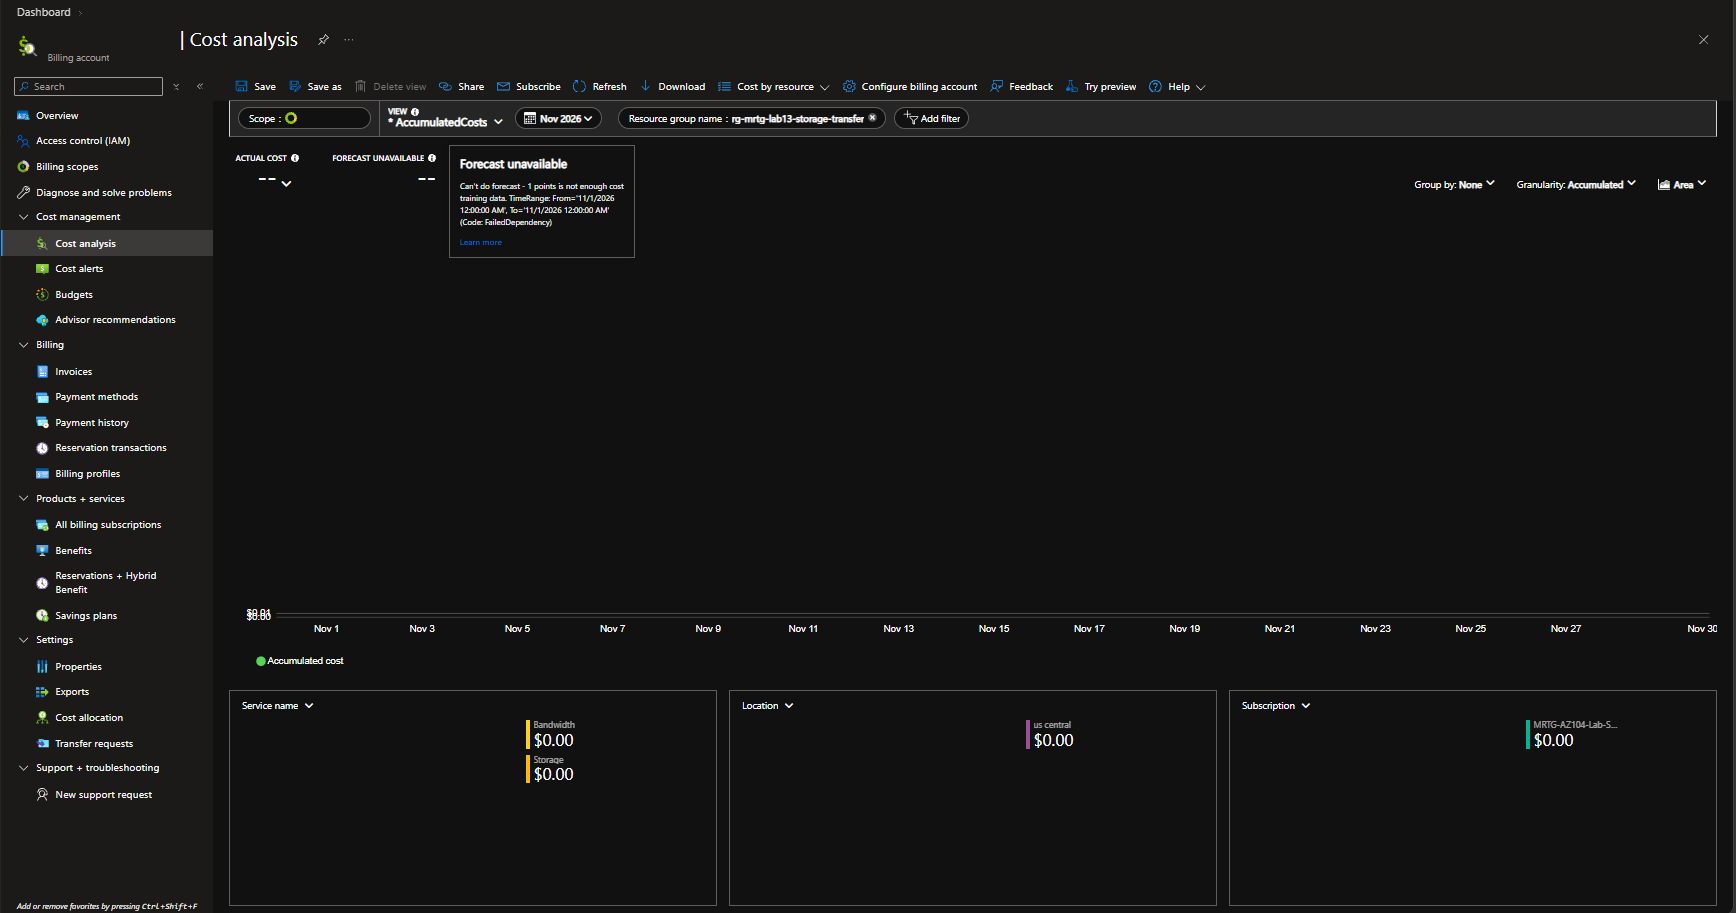 Dashboard
| Cost analysis
Billing account
Search
Save
Save as
Delete view
Share
Subscribe
Refresh
Download
Cost by resource
Configure billing account
Feedback
Try preview
Help
Overview
Access control (IAM)
Billing scopes
Diagnose and solve problems
Cost management
Cost analysis
Cost alerts
Budgets
Advisor recommendations
Billing
Invoices
Payment methods
Payment history
Reservation transactions
Billing profiles
Products + services
All billing subscriptions
Benefits
Reservations + Hybrid
Benefit
Savings plans
Settings
Properties
Exports
Cost allocation
Transfer requests
Support + troubleshooting
New support request
Add or remove favorites by pressing Ctrl+Shift+F
Scope :
VIEW
* AccumulatedCosts
Nov 2026
Resource group name : rg-mrtg-lab13-storage-transfer
Add filter
ACTUAL COST
--
FORECAST UNAVAILABLE
--
Forecast unavailable
Can't do forecast - 1 points is not enough cost
training data. TimeRange: From='11/1/2026
12:00:00 AM', To='11/1/2026 12:00:00 AM'
(Code: FailedDependency)
Learn more
Group by: None
Granularity: Accumulated
Area
$0.01
$0.00
Nov 1
Nov 3
Nov 5
Nov 7
Nov 9
Nov 11
Nov 13
Nov 15
Nov 17
Nov 19
Nov 21
Nov 23
Nov 25
Nov 27
Nov 30
Accumulated cost
Service name
Bandwidth
$0.00
Storage
$0.00
Location
us central
$0.00
Subscription
MRTG-AZ104-Lab-S...
$0.00